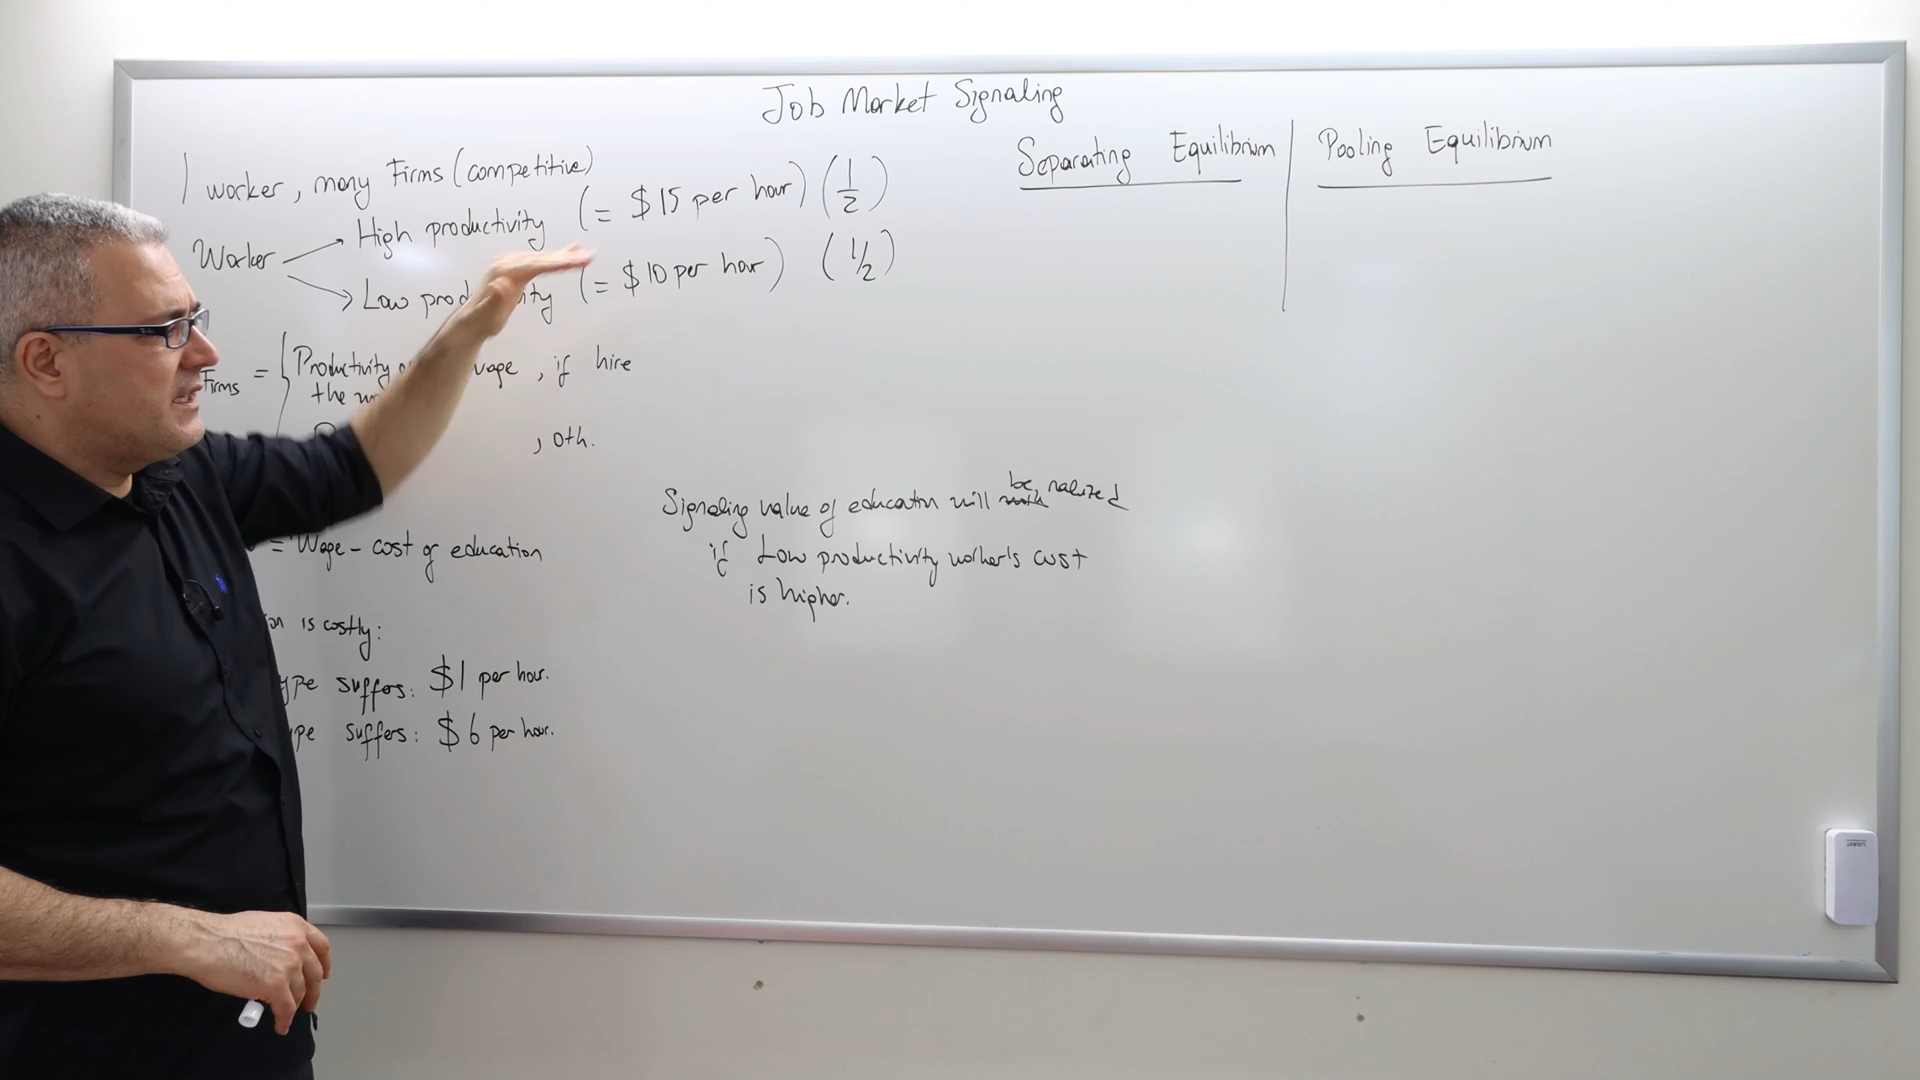 Job Market Signaling
1 worker, many Firms (competitive)
Worker
High productivity (= $15 per hour) (1/2)
Low productivity (= $10 per hour) (1/2)
Firms = { Productivity wage, if hire
the
, oth.
= Wage - cost of education
is costly:
suffers: $1 per hour.
suffers: $6 per hour.
Signaling value of education will be realized
if Low productivity worker's cost
is higher.
Separating Equilibrium
Pooling Equilibrium